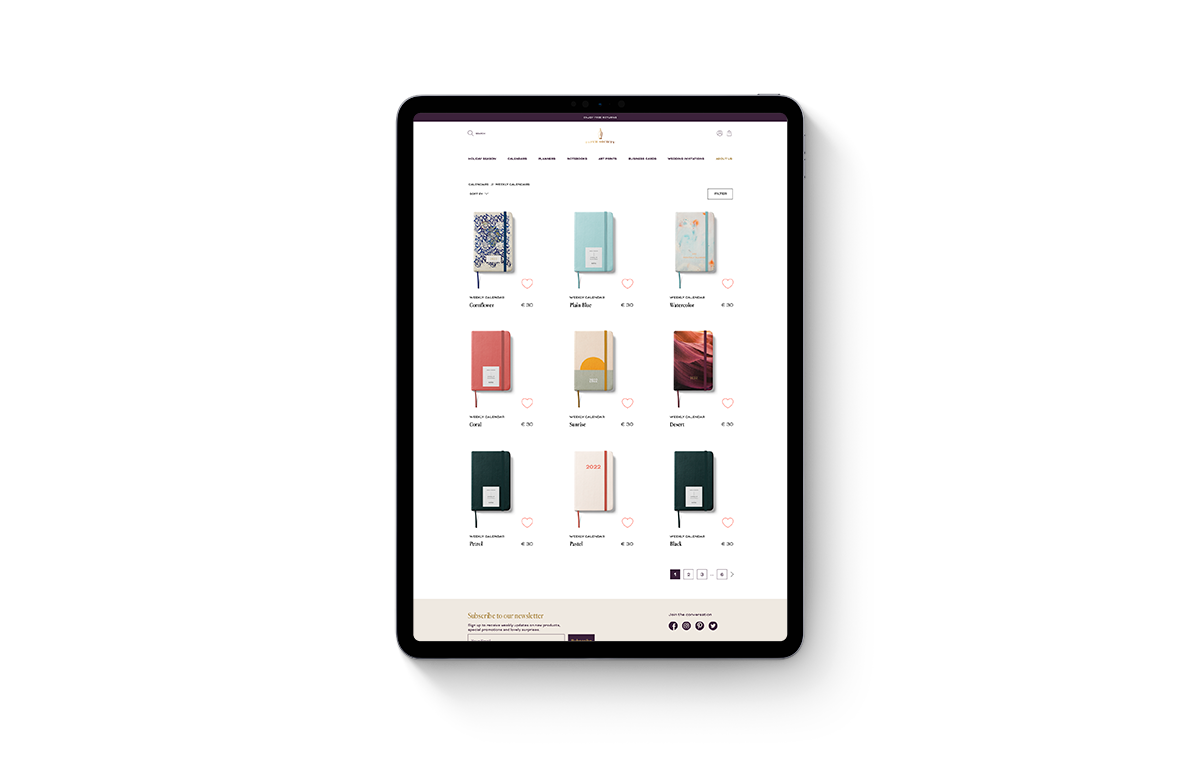 SEARCH
HOLIDAY SEASON CALENDARS PLANNERS NOTEBOOKS ART PRINTS BUSINESS CARDS WEDDING INVITATIONS ABOUT US
CALENDARS // WEEKLY CALENDARS
SORT BY
FILTER
WEEKLY CALENDAR WEEKLY CALENDAR WEEKLY CALENDAR
Cornflower € 30 Plain Blue € 30 Watercolor € 30
WEEKLY CALENDAR WEEKLY CALENDAR WEEKLY CALENDAR
Coral € 30 Sunrise € 30 Desert € 30
2022
WEEKLY CALENDAR WEEKLY CALENDAR WEEKLY CALENDAR
Petrol € 30 Pastel € 30 Black € 30
1 2 3 ... 6
Subscribe to our newsletter
Join the conversation
Sign up to receive weekly updates on new products,
special promotions and lovely surprises.
Subscribe